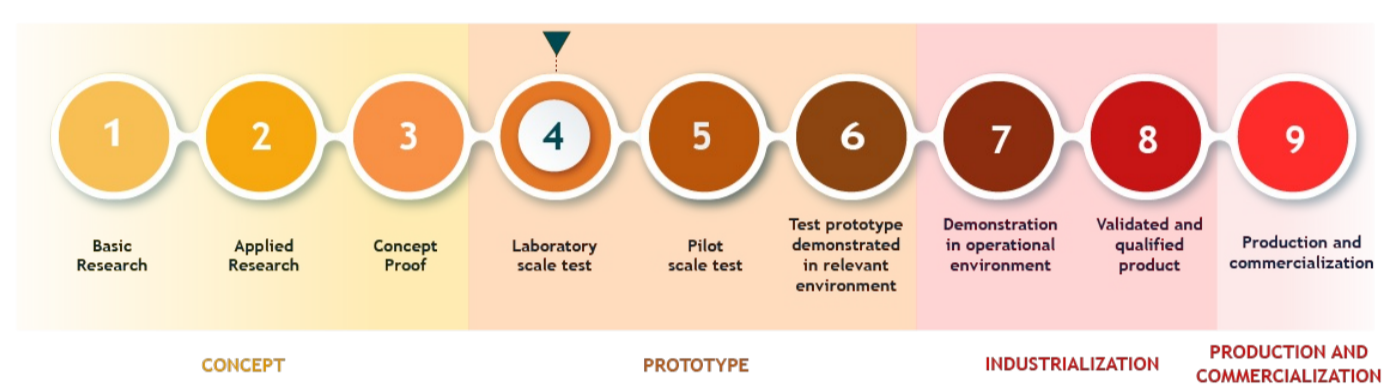 1
2
3
4
5
6
7
8
9
Basic
Research
Applied
Research
Concept
Proof
Laboratory
scale test
Pilot
scale test
Test prototype
demonstrated
in relevant
environment
Demonstration
in operational
environment
Validated and
qualified
product
Production and
commercialization
CONCEPT
PROTOTYPE
INDUSTRIALIZATION
PRODUCTION AND
COMMERCIALIZATION